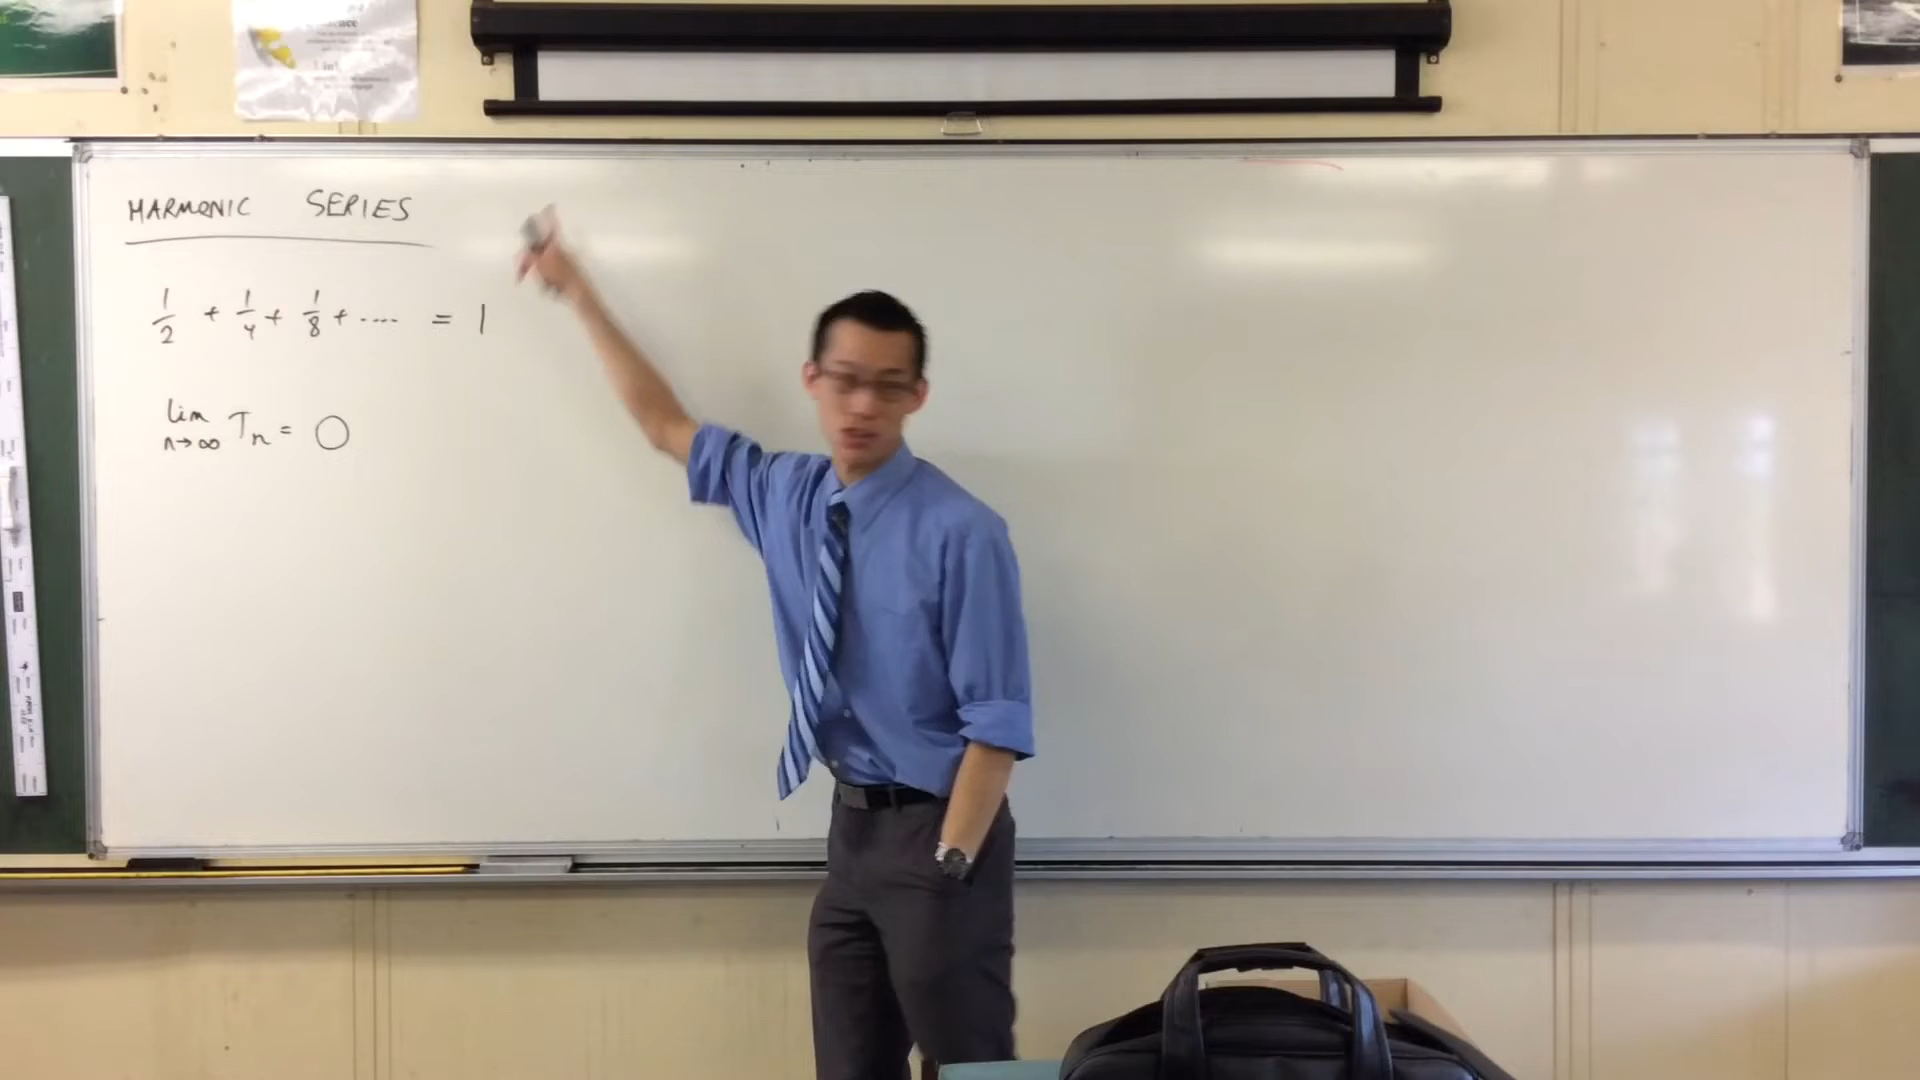 HARMONIC SERIES
1/2 + 1/4 + 1/8 + .... = 1
lim n→∞ Tn = 0